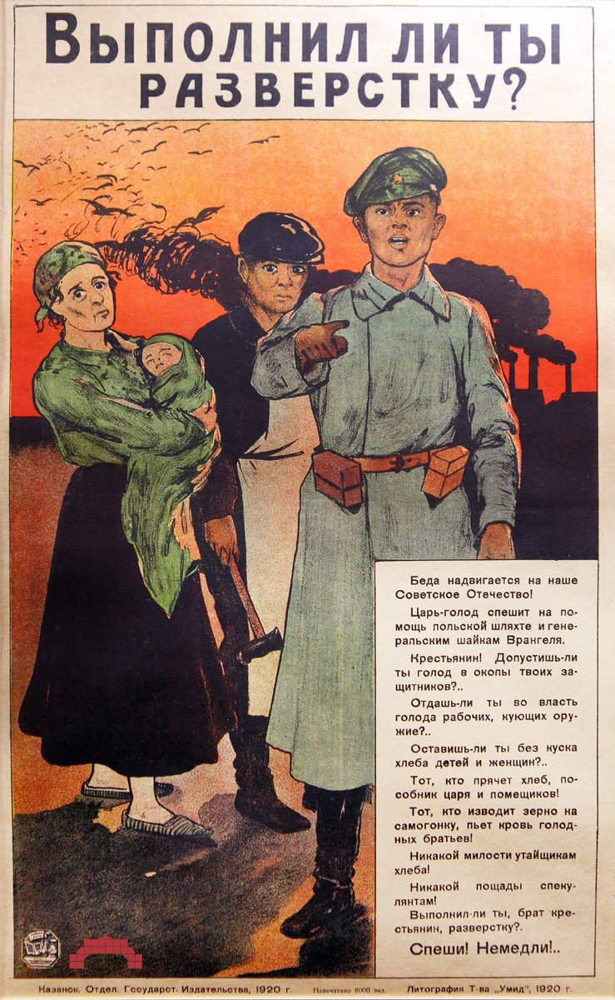 Выполнил ли ты
разверстку?
Беда надвигается на наше
Советское Отечество!
Царь-голод спешит на по-
мощь польской шляхте и гене-
ральским шайкам Врангеля.
Крестьянин! Допустишь-ли
ты голод в окопы твоих за-
щитников?..
Отдашь-ли ты во власть
голода рабочих, кующих ору-
жие?..
Оставишь-ли ты без куска
хлеба детей и женщин?..
Тот, кто прячет хлеб, по-
собник царя и помещиков!
Тот, кто изводит зерно на
самогонку, пьет кровь голод-
ных братьев!
Никакой милости утайщикам
хлеба!
Никакой пощады спеку-
лянтам!
Выполнил-ли ты, брат кре-
стьянин, разверстку?.
Спеши! Немедли!..
Казанск. Отдел. Государст. Издательства, 1920 г. Напечатано 8000 экз. Литография Т-ва „Умид", 1920 г.